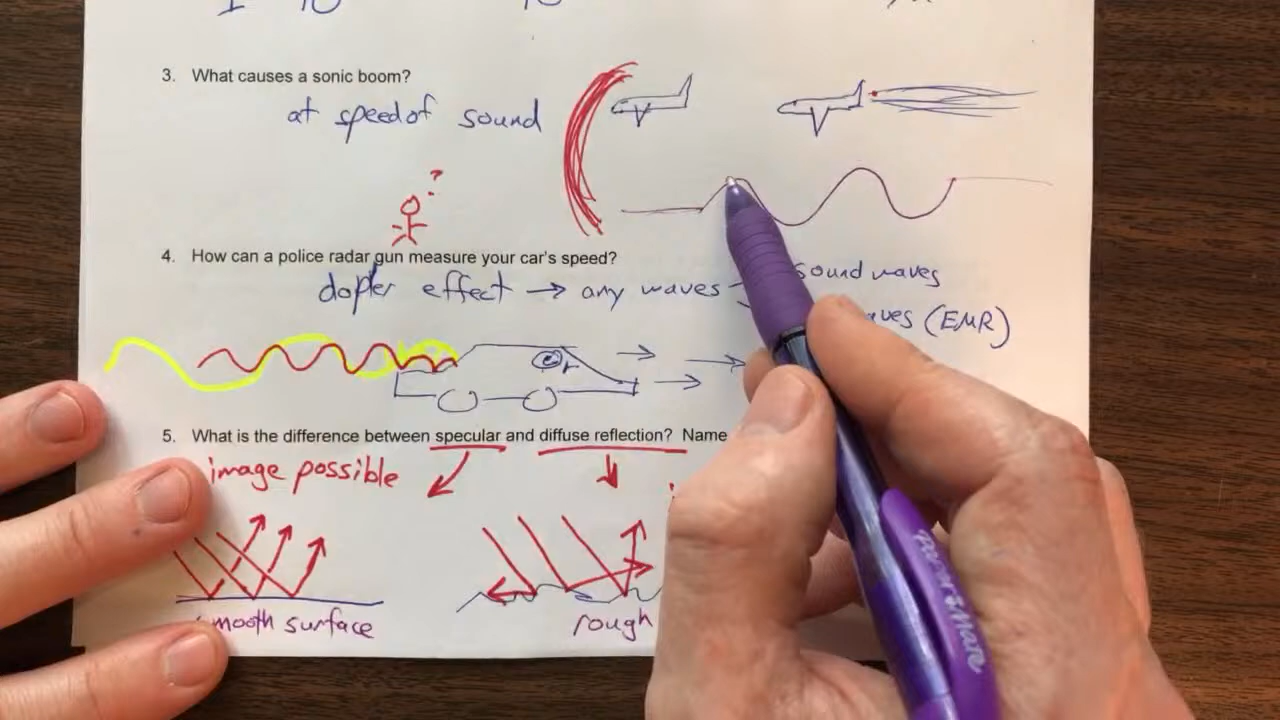 3. What causes a sonic boom?
at speed of sound
?
4. How can a police radar gun measure your car's speed?
dopler effect → any waves
sound waves
(EMR)
5. What is the difference between specular and diffuse reflection? Name
image possible
smooth surface
rough